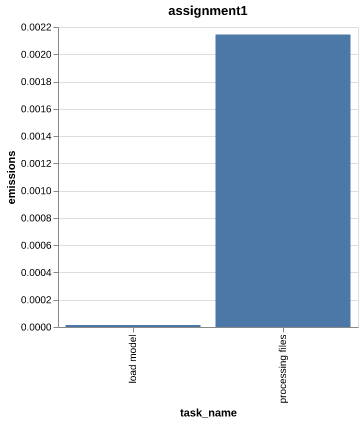 assignment1
emissions
0.0022
0.0020
0.0018
0.0016
0.0014
0.0012
0.0010
0.0008
0.0006
0.0004
0.0002
0.0000
load model
processing files
task_name